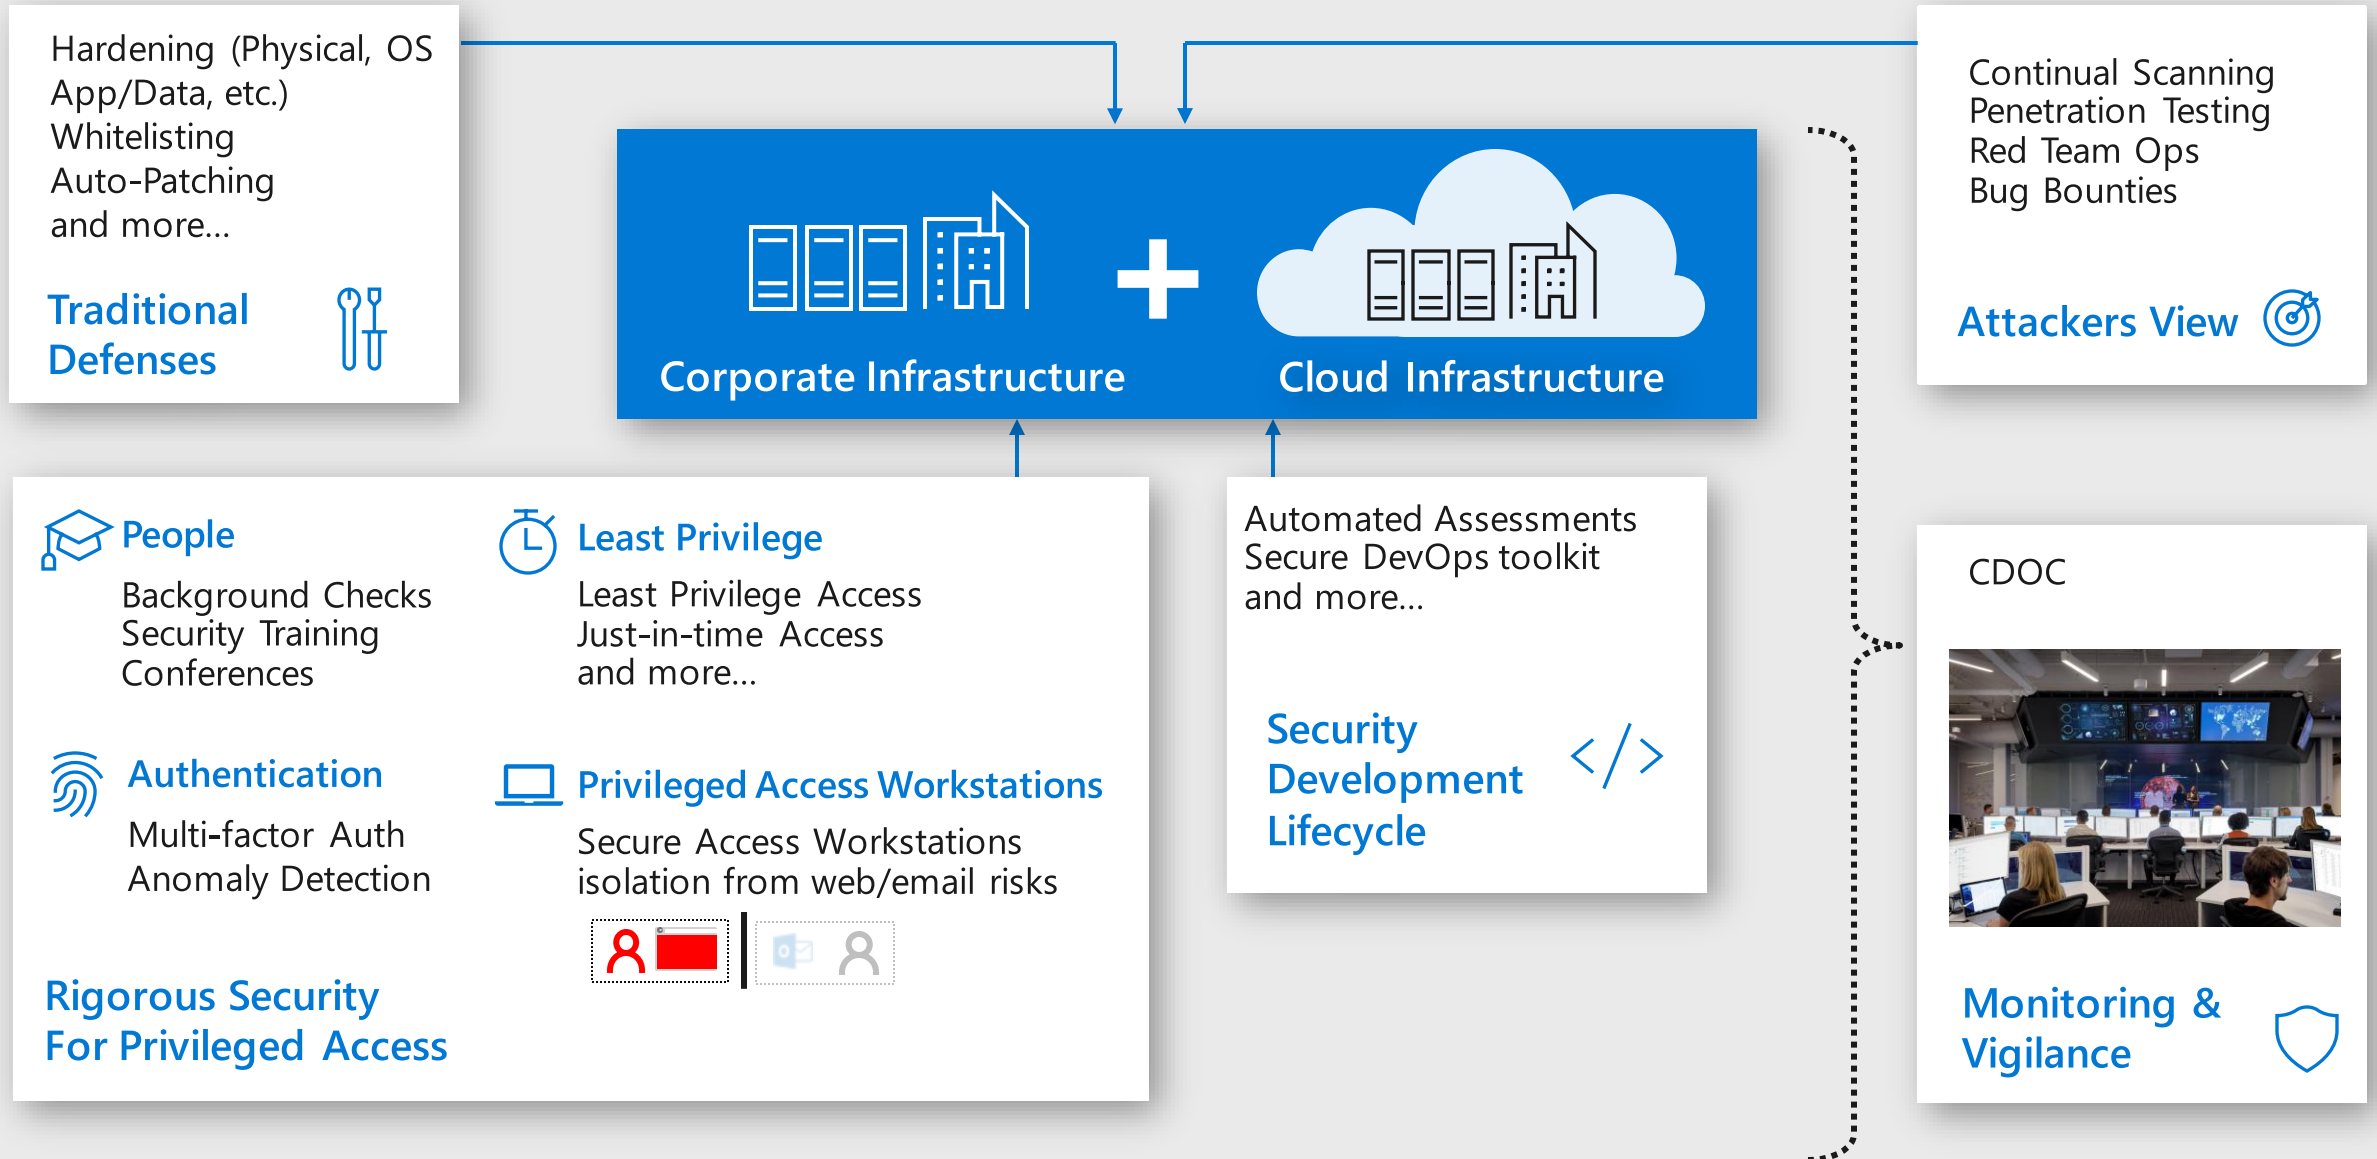 Hardening (Physical, OS
App/Data, etc.)
Whitelisting
Auto-Patching
and more...
Traditional
Defenses
Corporate Infrastructure
Cloud Infrastructure
Continual Scanning
Penetration Testing
Red Team Ops
Bug Bounties
Attackers View
People
Background Checks
Security Training
Conferences
Least Privilege
Least Privilege Access
Just-in-time Access
and more...
Authentication
Multi-factor Auth
Anomaly Detection
Privileged Access Workstations
Secure Access Workstations
isolation from web/email risks
Rigorous Security
For Privileged Access
Automated Assessments
Secure DevOps toolkit
and more...
Security
Development
Lifecycle
CDOC
Monitoring &
Vigilance